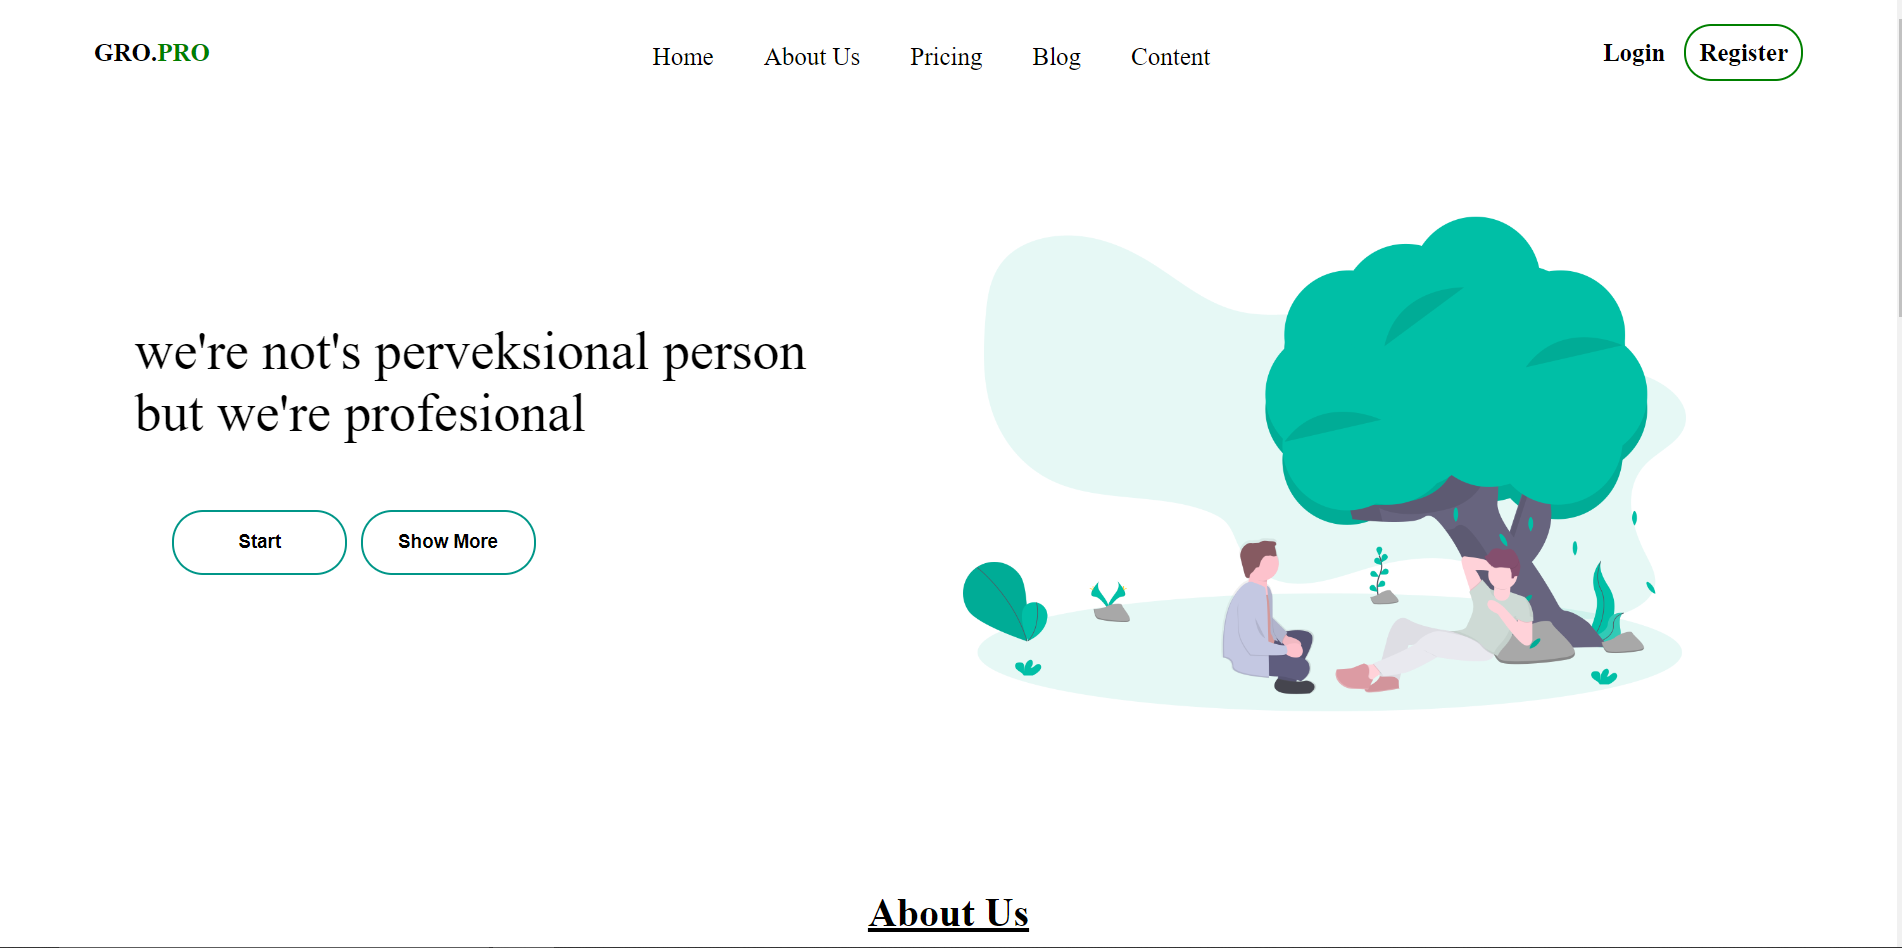 GRO.PRO
Home
About Us
Pricing
Blog
Content
Login
Register
we're not's perveksional person
but we're profesional
Start
Show More
About Us